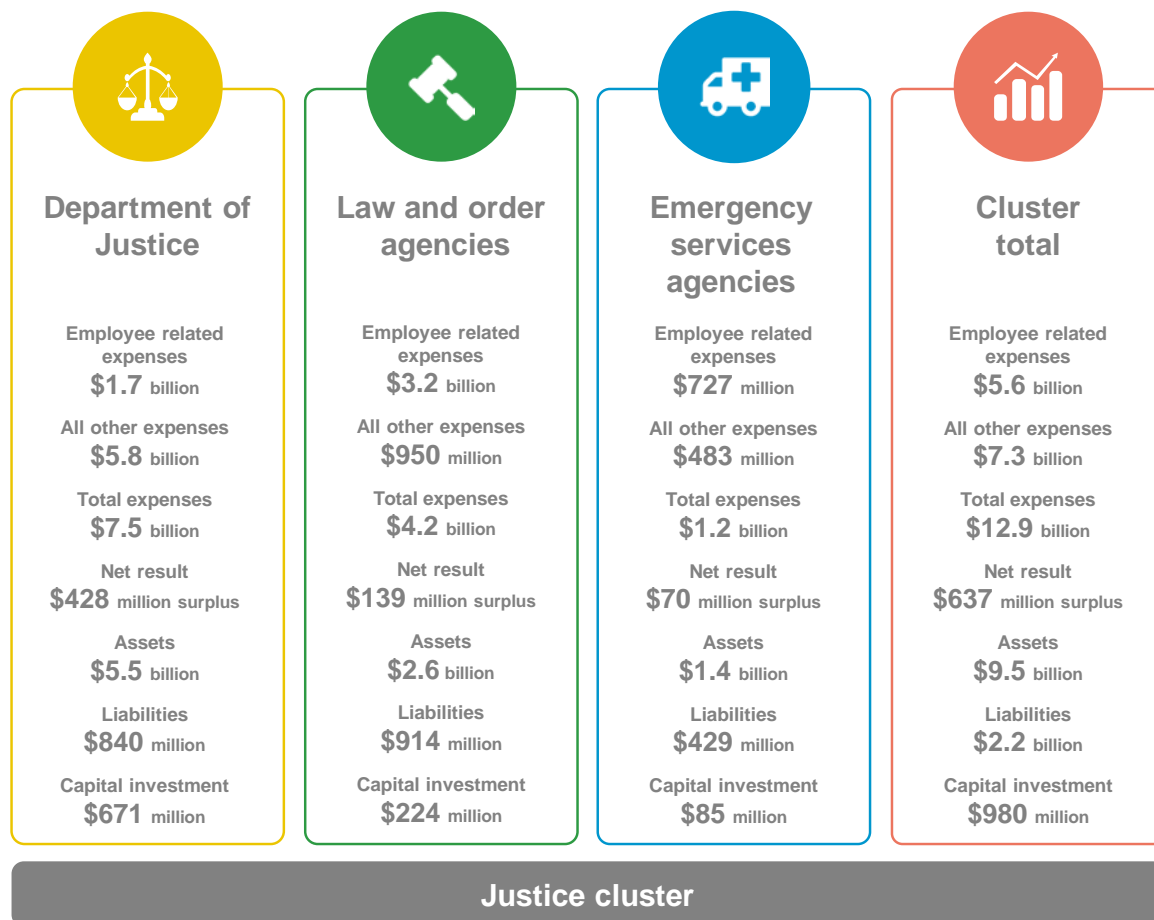 Department of
Justice
Employee related
expenses
$1.7 billion
All other expenses
$5.8 billion
Total expenses
$7.5 billion
Net result
$428 million surplus
Assets
$5.5 billion
Liabilities
$840 million
Capital investment
$671 million
Law and order
agencies
Employee related
expenses
$3.2 billion
All other expenses
$950 million
Total expenses
$4.2 billion
Net result
$139 million surplus
Assets
$2.6 billion
Liabilities
$914 million
Capital investment
$224 million
Emergency
services
agencies
Employee related
expenses
$727 million
All other expenses
$483 million
Total expenses
$1.2 billion
Net result
$70 million surplus
Assets
$1.4 billion
Liabilities
$429 million
Capital investment
$85 million
Cluster
total
Employee related
expenses
$5.6 billion
All other expenses
$7.3 billion
Total expenses
$12.9 billion
Net result
$637 million surplus
Assets
$9.5 billion
Liabilities
$2.2 billion
Capital investment
$980 million
Justice cluster